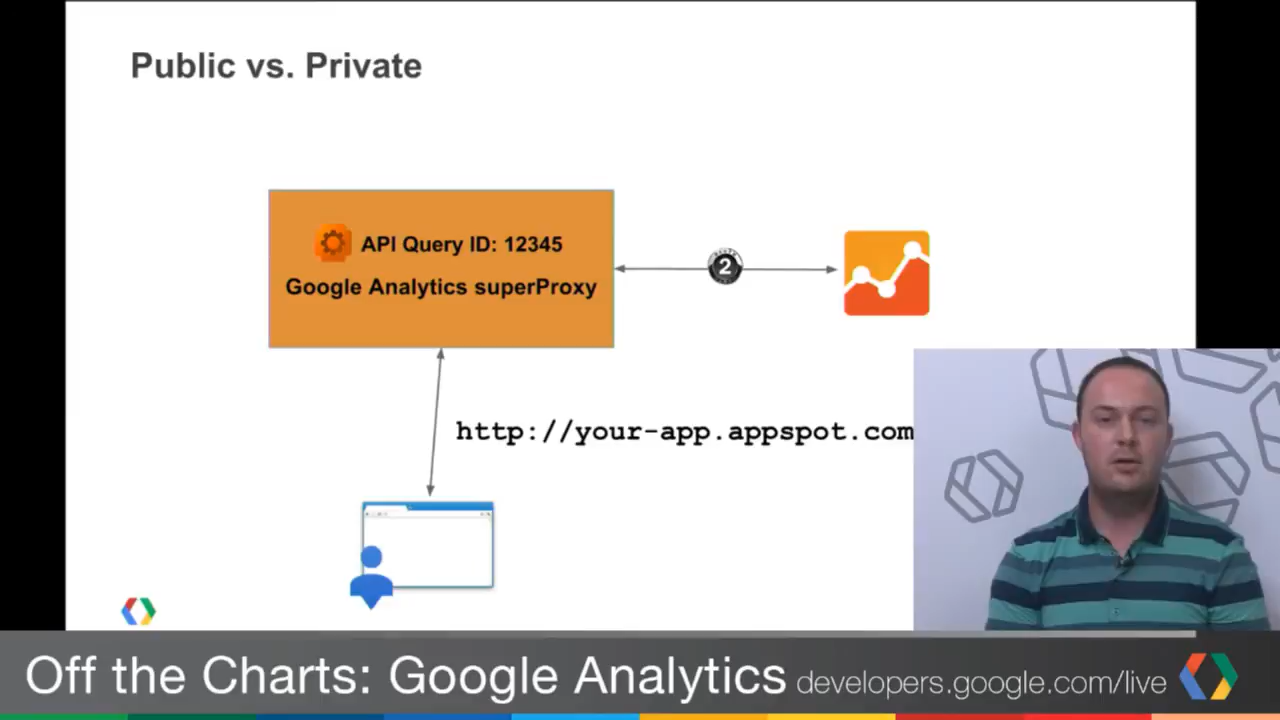 Public vs. Private
API Query ID: 12345
Google Analytics superProxy
2
http://your-app.appspot.com
Off the Charts: Google Analytics developers.google.com/live